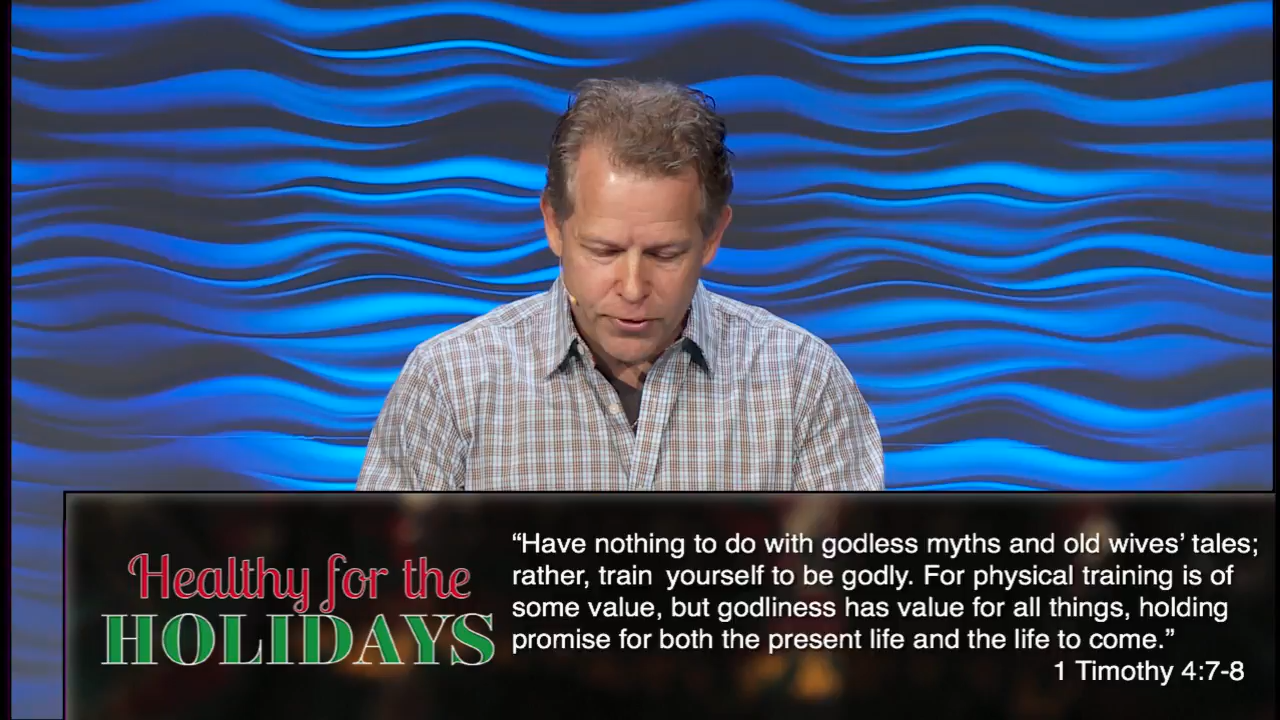 Healthy for the
HOLIDAYS
“Have nothing to do with godless myths and old wives’ tales;
rather, train yourself to be godly. For physical training is of
some value, but godliness has value for all things, holding
promise for both the present life and the life to come.”
1 Timothy 4:7-8